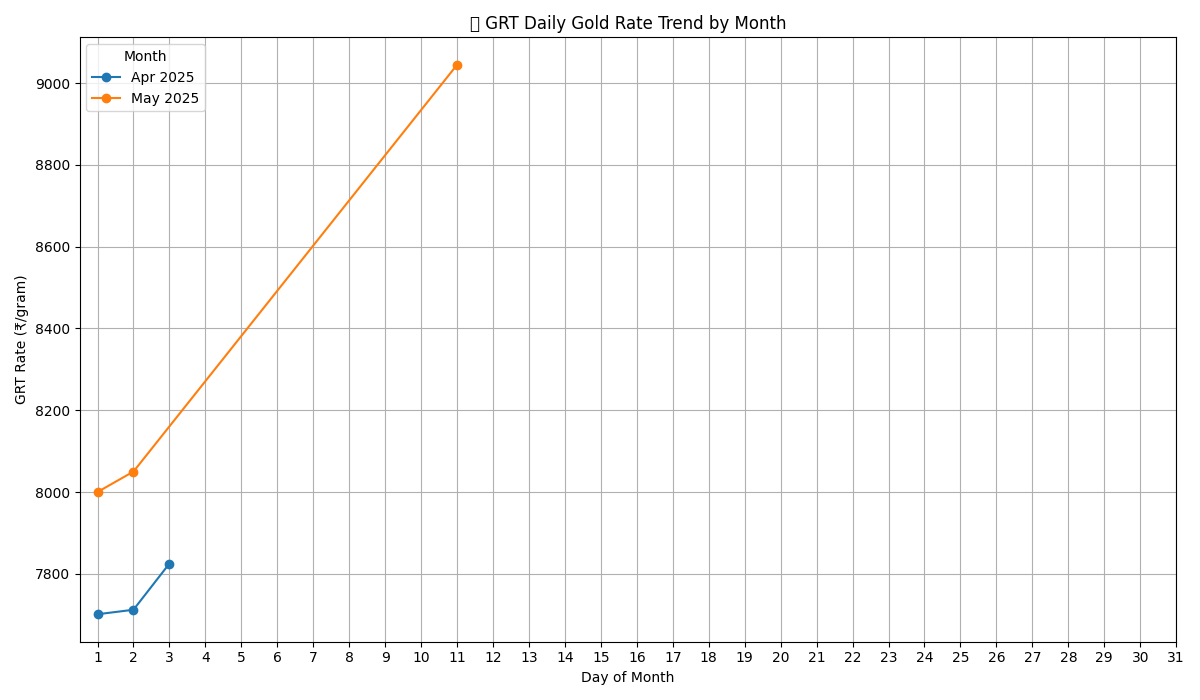 GRT Daily Gold Rate Trend by Month
Month
Apr 2025
May 2025
GRT Rate (₹/gram)
9000
8800
8600
8400
8200
8000
7800
1 2 3 4 5 6 7 8 9 10 11 12 13 14 15 16 17 18 19 20 21 22 23 24 25 26 27 28 29 30 31
Day of Month